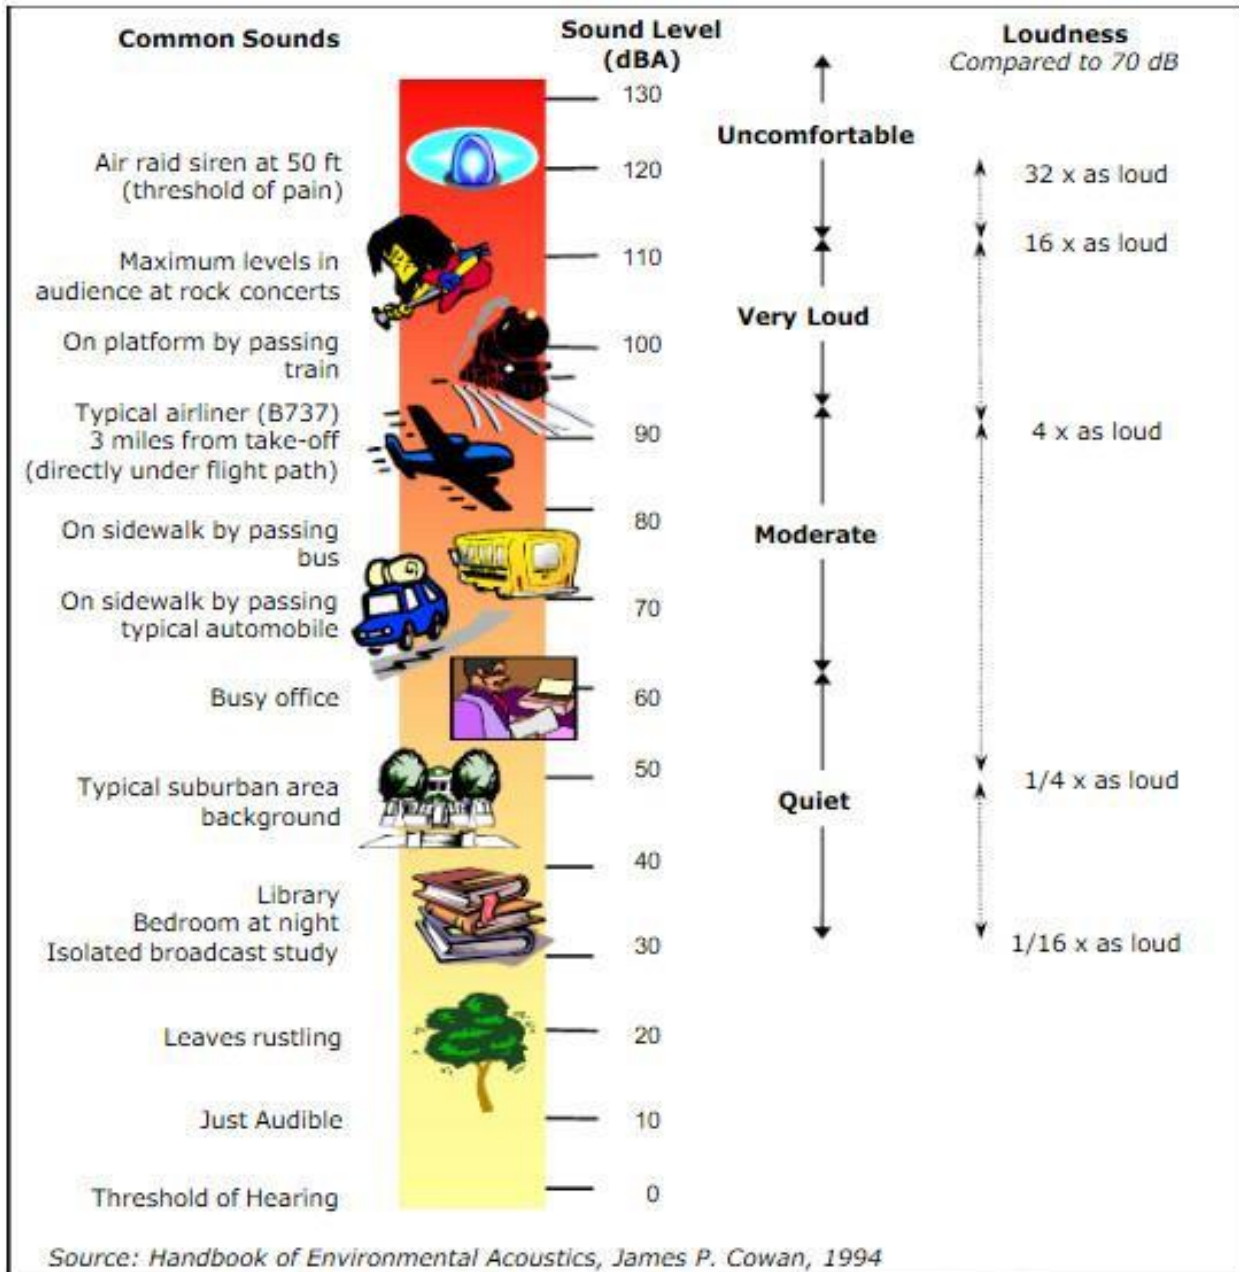 Common Sounds
Sound Level
(dBA)
Loudness
Compared to 70 dB
130
Uncomfortable
Air raid siren at 50 ft
(threshold of pain)
120
32 x as loud
16 x as loud
Maximum levels in
audience at rock concerts
110
Very Loud
On platform by passing
train
100
Typical airliner (B737)
3 miles from take-off
(directly under flight path)
90
4 x as loud
On sidewalk by passing
bus
80
Moderate
On sidewalk by passing
typical automobile
70
Busy office
60
Typical suburban area
background
50
1/4 x as loud
Quiet
40
Library
Bedroom at night
Isolated broadcast study
30
1/16 x as loud
Leaves rustling
20
Just Audible
10
Threshold of Hearing
0
Source: Handbook of Environmental Acoustics, James P. Cowan, 1994